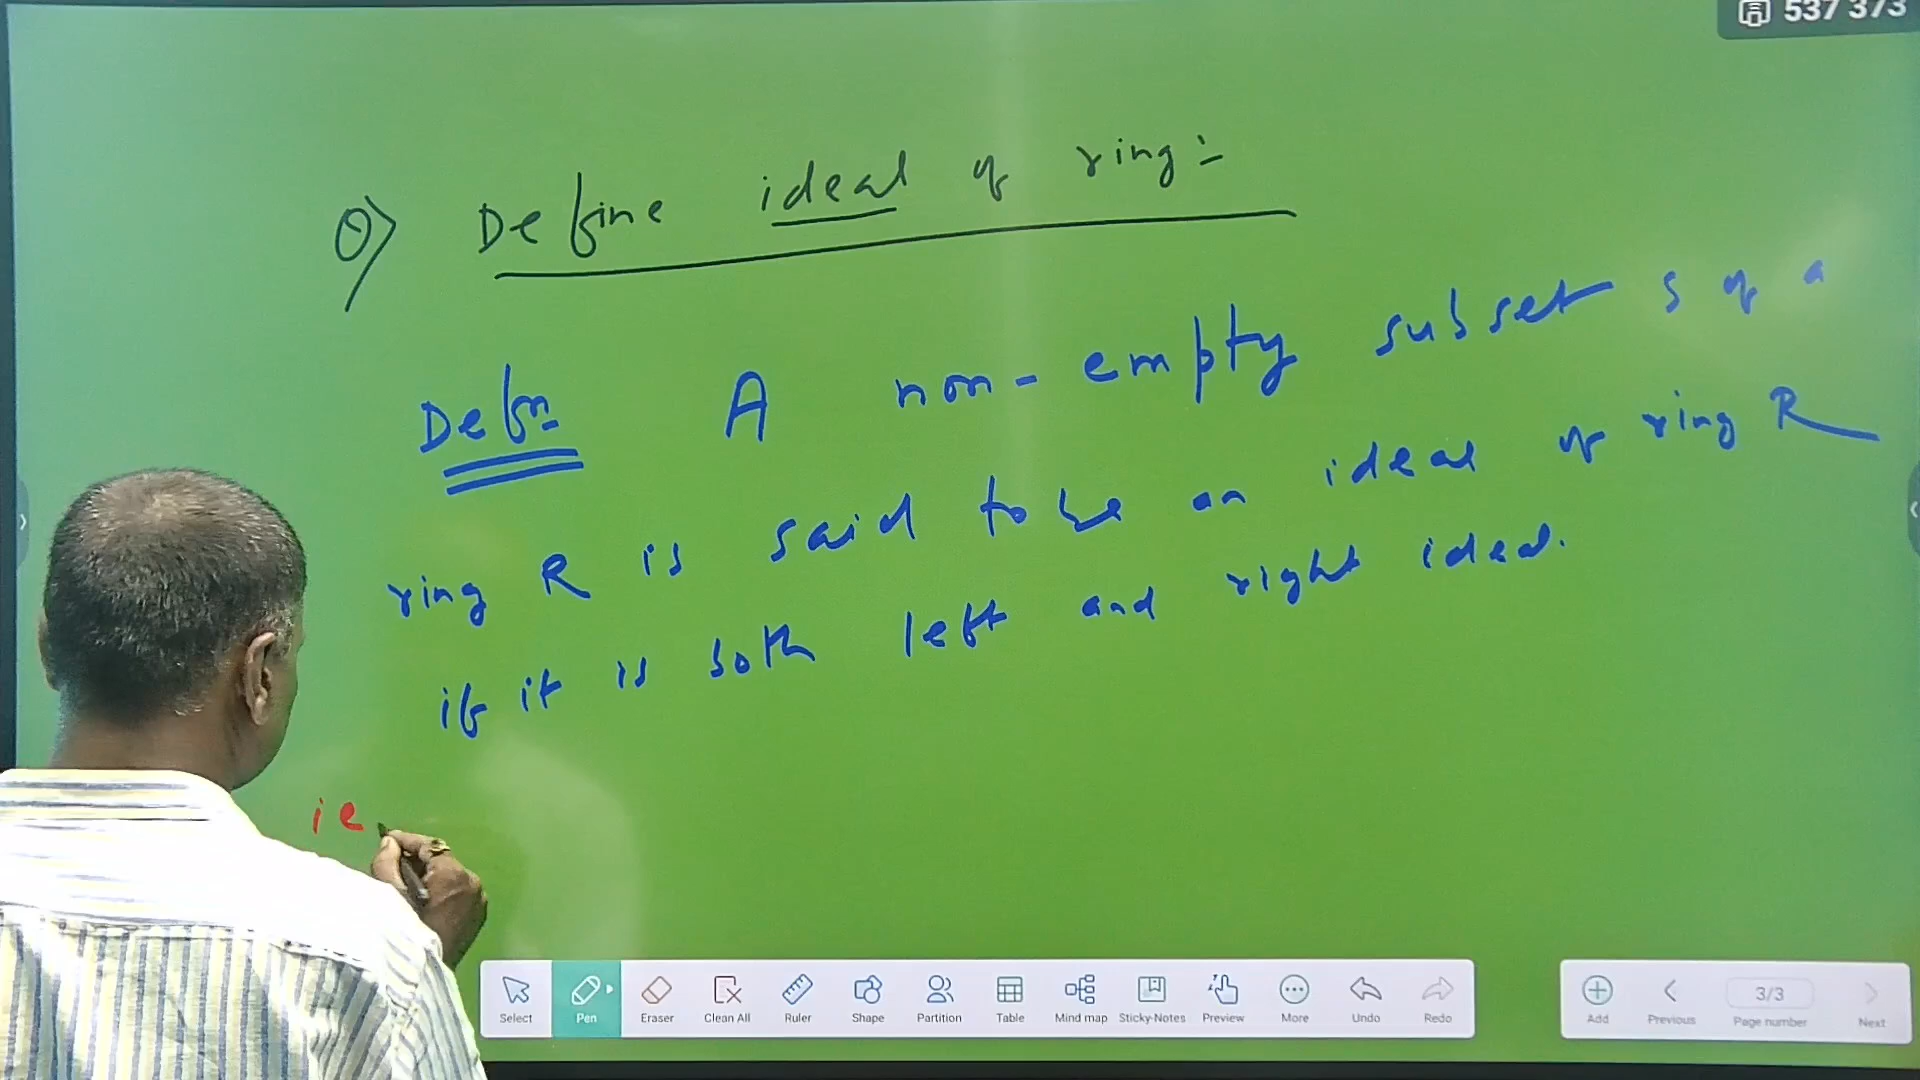 537 373
Q) Define ideal of ring :-
Defn A non-empty subset S of a
ring R is said to be an ideal of ring R
if it is both left and right ideal.
ie
Select Pen Eraser Clean All Ruler Shape Partition Table Mind map Sticky-Notes Preview More Undo Redo
Add Previous 3/3 Page number Next